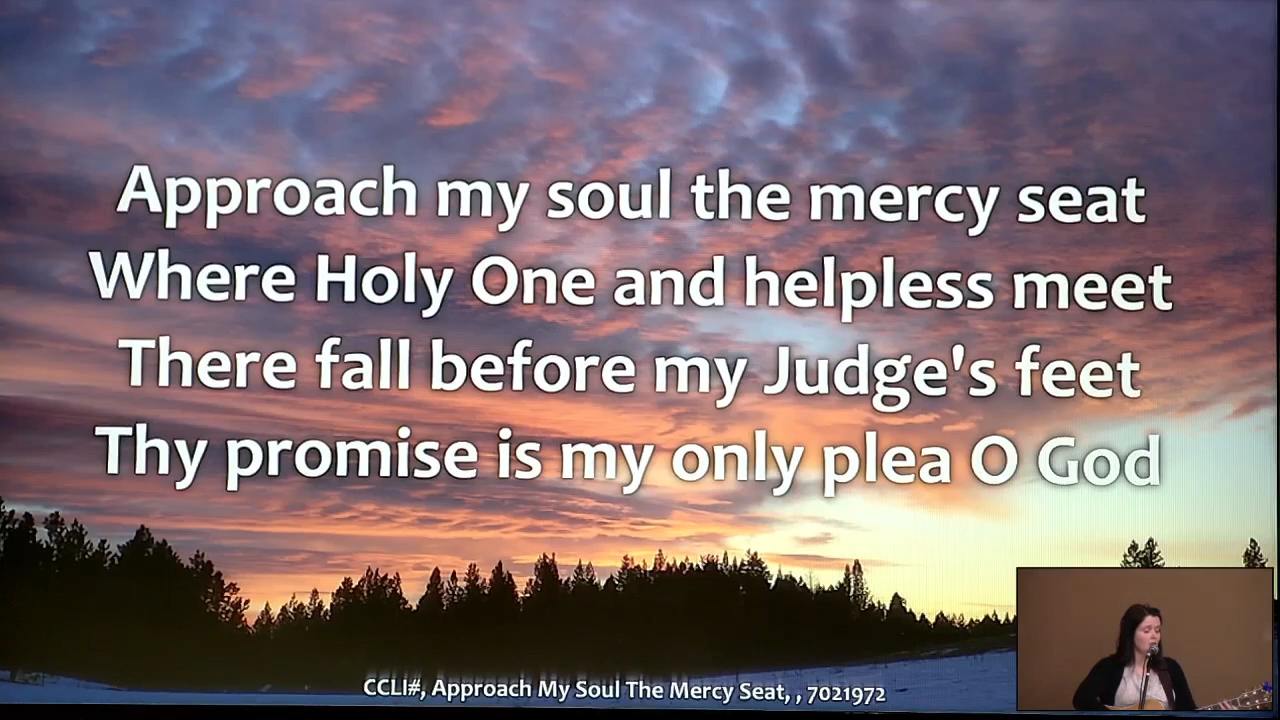 Approach my soul the mercy seat
Where Holy One and helpless meet
There fall before my Judge's feet
Thy promise is my only plea O God
CCLI#, Approach My Soul The Mercy Seat, , 7021972